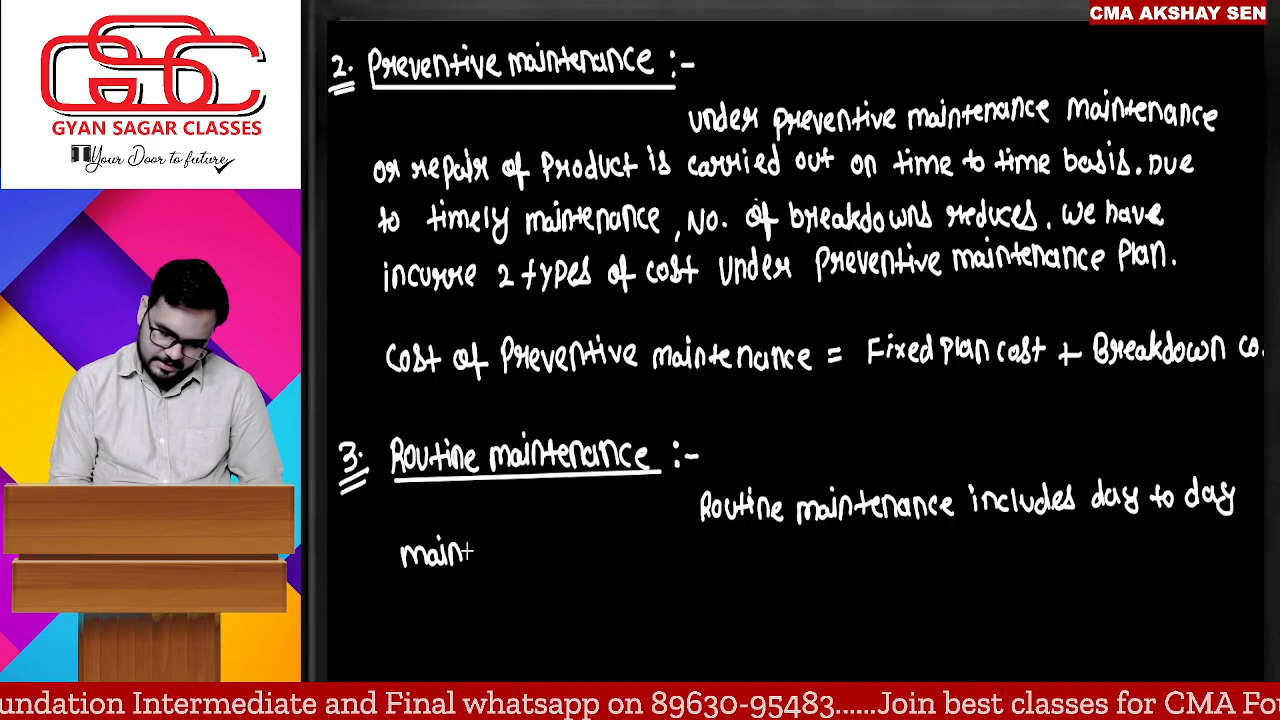 CMA AKSHAY SEN
GSC
GYAN SAGAR CLASSES
Your Door to future
2. Preventive maintenance :-
under preventive maintenance maintenance
or repair of Product is carried out on time to time basis. Due
to timely maintenance, No. of breakdowns reduces. We have
incurre 2 types of cost under Preventive maintenance Plan.
Cost of Preventive maintenance = Fixed Plan cost + Breakdown co.
3. Routine maintenance :-
Routine maintenance includes day to day
maint
undation Intermediate and Final whatsapp on 89630-95483......Join best classes for CMA Fo